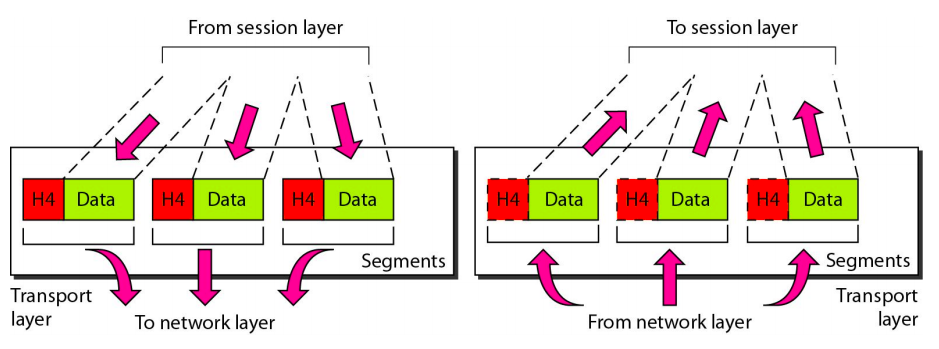 From session layer
H4 Data H4 Data H4 Data
Segments
Transport
layer
To network layer
To session layer
H4 Data H4 Data H4 Data
Segments
From network layer
Transport
layer